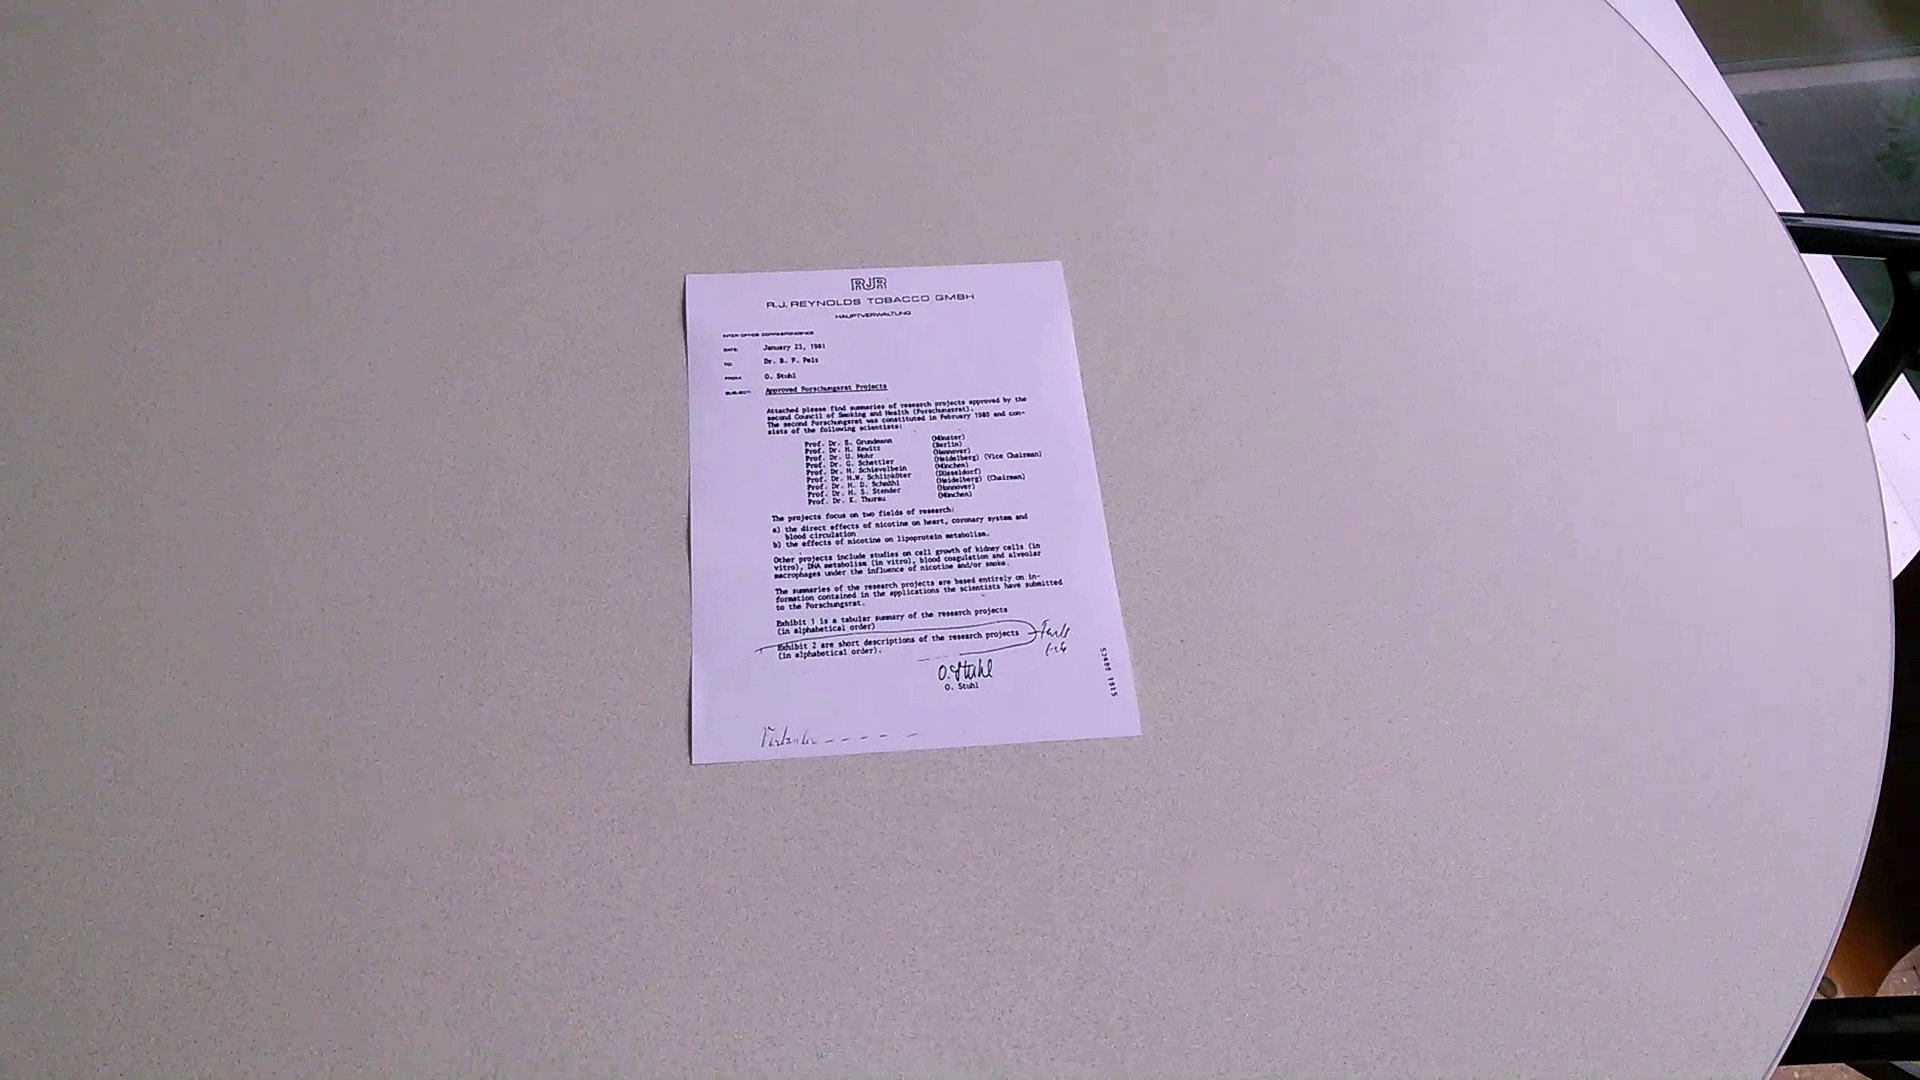 RJR
R.J. REYNOLDS TOBACCO GMBH
HAUPTVERWALTUNG
INTER-OFFICE CORRESPONDENCE
DATE: January 23, 1981
TO: Dr. B. F. Pelz
FROM: O. Stuhl
SUBJECT: Approved Forschungsrat Projects
Attached please find summaries of research projects approved by the
second Council of Smoking and Health (Forschungsrat).
The second Forschungsrat was constituted in February 1980 and con-
sists of the following scientists:
Prof. Dr. E. Grundmann (Münster)
Prof. Dr. H. Kewitz (Berlin)
Prof. Dr. U. Mohr (Hannover)
Prof. Dr. G. Schettler (Heidelberg) (Vice Chairman)
Prof. Dr. H. Schievelbein (München)
Prof. Dr. H.W. Schlipköter (Düsseldorf)
Prof. Dr. H. D. Schmähl (Heidelberg) (Chairman)
Prof. Dr. H. S. Stender (Hannover)
Prof. Dr. K. Thurau (München)
The projects focus on two fields of research:
a) the direct effects of nicotine on heart, coronary system and
blood circulation
b) the effects of nicotine on lipoprotein metabolism.
Other projects include studies on cell growth of kidney cells (in
vitro), DNA metabolism (in vitro), blood coagulation and alveolar
macrophages under the influence of nicotine and/or smoke.
The summaries of the research projects are based entirely on in-
formation contained in the applications the scientists have submitted
to the Forschungsrat.
Exhibit 1 is a tabular summary of the research projects
(in alphabetical order)
Exhibit 2 are short descriptions of the research projects
(in alphabetical order).
O. Stuhl
O. Stuhl